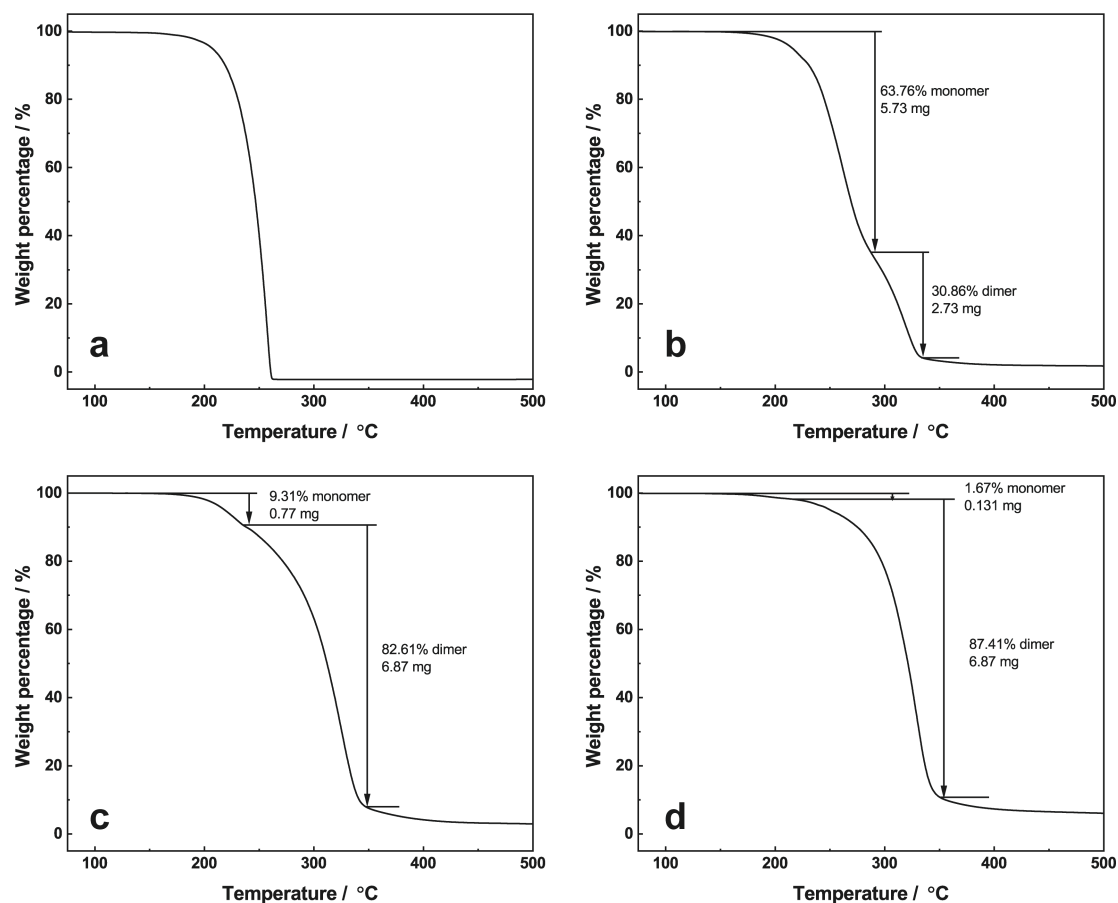 100
80
60
40
20
0
Weight percentage / %
a
100 200 300 400 500
Temperature / °C
100
80
60
40
20
0
Weight percentage / %
63.76% monomer
5.73 mg
30.86% dimer
2.73 mg
b
100 200 300 400 500
Temperature / °C
100
80
60
40
20
0
Weight percentage / %
9.31% monomer
0.77 mg
82.61% dimer
6.87 mg
c
100 200 300 400 500
Temperature / °C
100
80
60
40
20
0
Weight percentage / %
1.67% monomer
0.131 mg
87.41% dimer
6.87 mg
d
100 200 300 400 500
Temperature / °C